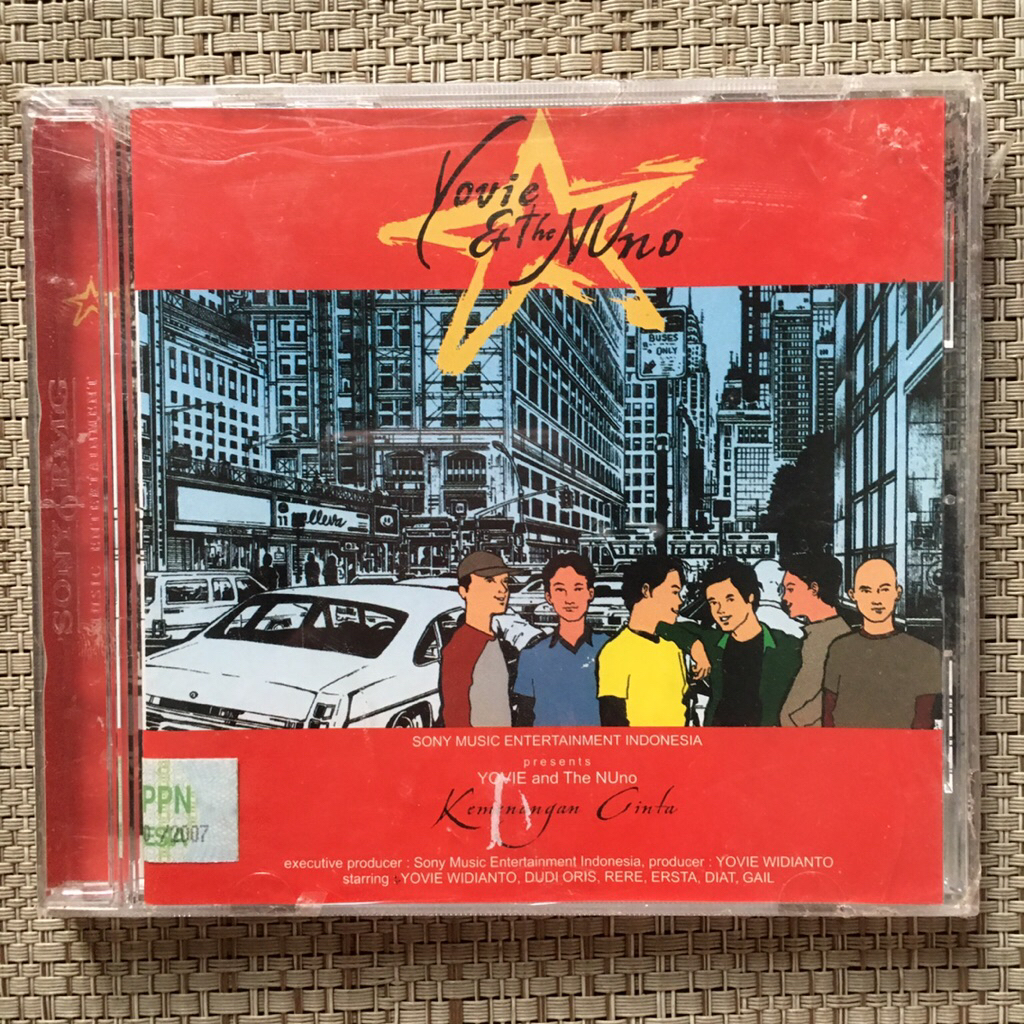 Yovie
& The NUno
BUSES
ONLY
SONY BMG
MUSIC ENTERTAINMENT
SONY MUSIC ENTERTAINMENT INDONESIA
presents
YOVIE and The NUno
Kemenangan Cinta
PPN
/2007
executive producer : Sony Music Entertainment Indonesia, producer : YOVIE WIDIANTO
starring : YOVIE WIDIANTO, DUDI ORIS, RERE, ERSTA, DIAT, GAIL